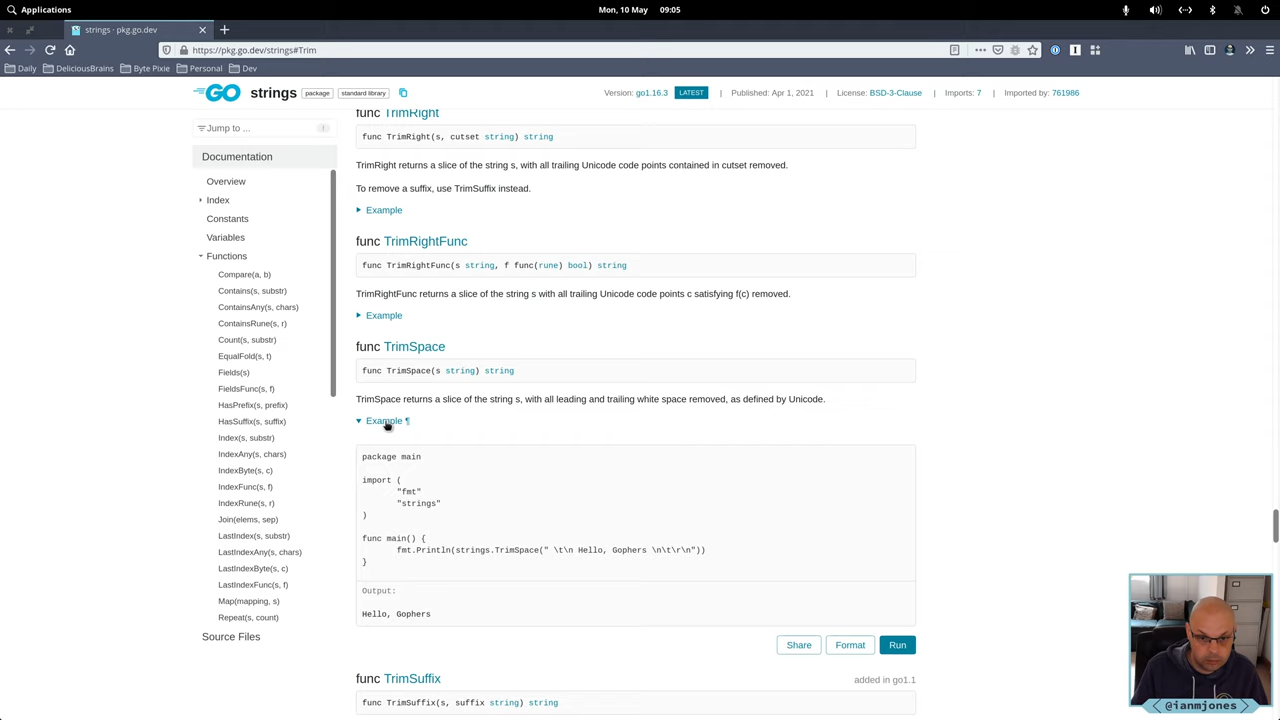 Applications
Mon, 10 May 09:05
strings · pkg.go.dev
https://pkg.go.dev/strings#Trim
Daily
DeliciousBrains
Byte Pixie
Personal
Dev
GO
strings
package
standard library
Version: go1.16.3
LATEST
Published: Apr 1, 2021
License: BSD-3-Clause
Imports: 7
Imported by: 761986
Jump to ...
Documentation
Overview
Index
Constants
Variables
Functions
Compare(a, b)
Contains(s, substr)
ContainsAny(s, chars)
ContainsRune(s, r)
Count(s, substr)
EqualFold(s, t)
Fields(s)
FieldsFunc(s, f)
HasPrefix(s, prefix)
HasSuffix(s, suffix)
Index(s, substr)
IndexAny(s, chars)
IndexByte(s, c)
IndexFunc(s, f)
IndexRune(s, r)
Join(elems, sep)
LastIndex(s, substr)
LastIndexAny(s, chars)
LastIndexByte(s, c)
LastIndexFunc(s, f)
Map(mapping, s)
Repeat(s, count)
Source Files
func TrimRight
func TrimRight(s, cutset string) string
TrimRight returns a slice of the string s, with all trailing Unicode code points contained in cutset removed.
To remove a suffix, use TrimSuffix instead.
Example
func TrimRightFunc
func TrimRightFunc(s string, f func(rune) bool) string
TrimRightFunc returns a slice of the string s with all trailing Unicode code points c satisfying f(c) removed.
Example
func TrimSpace
func TrimSpace(s string) string
TrimSpace returns a slice of the string s, with all leading and trailing white space removed, as defined by Unicode.
Example ¶
package main
import (
"fmt"
"strings"
)
func main() {
fmt.Println(strings.TrimSpace(" \t\n Hello, Gophers \n\t\r\n"))
}
Output:
Hello, Gophers
Share
Format
Run
func TrimSuffix
added in go1.1
func TrimSuffix(s, suffix string) string
@ianmjones